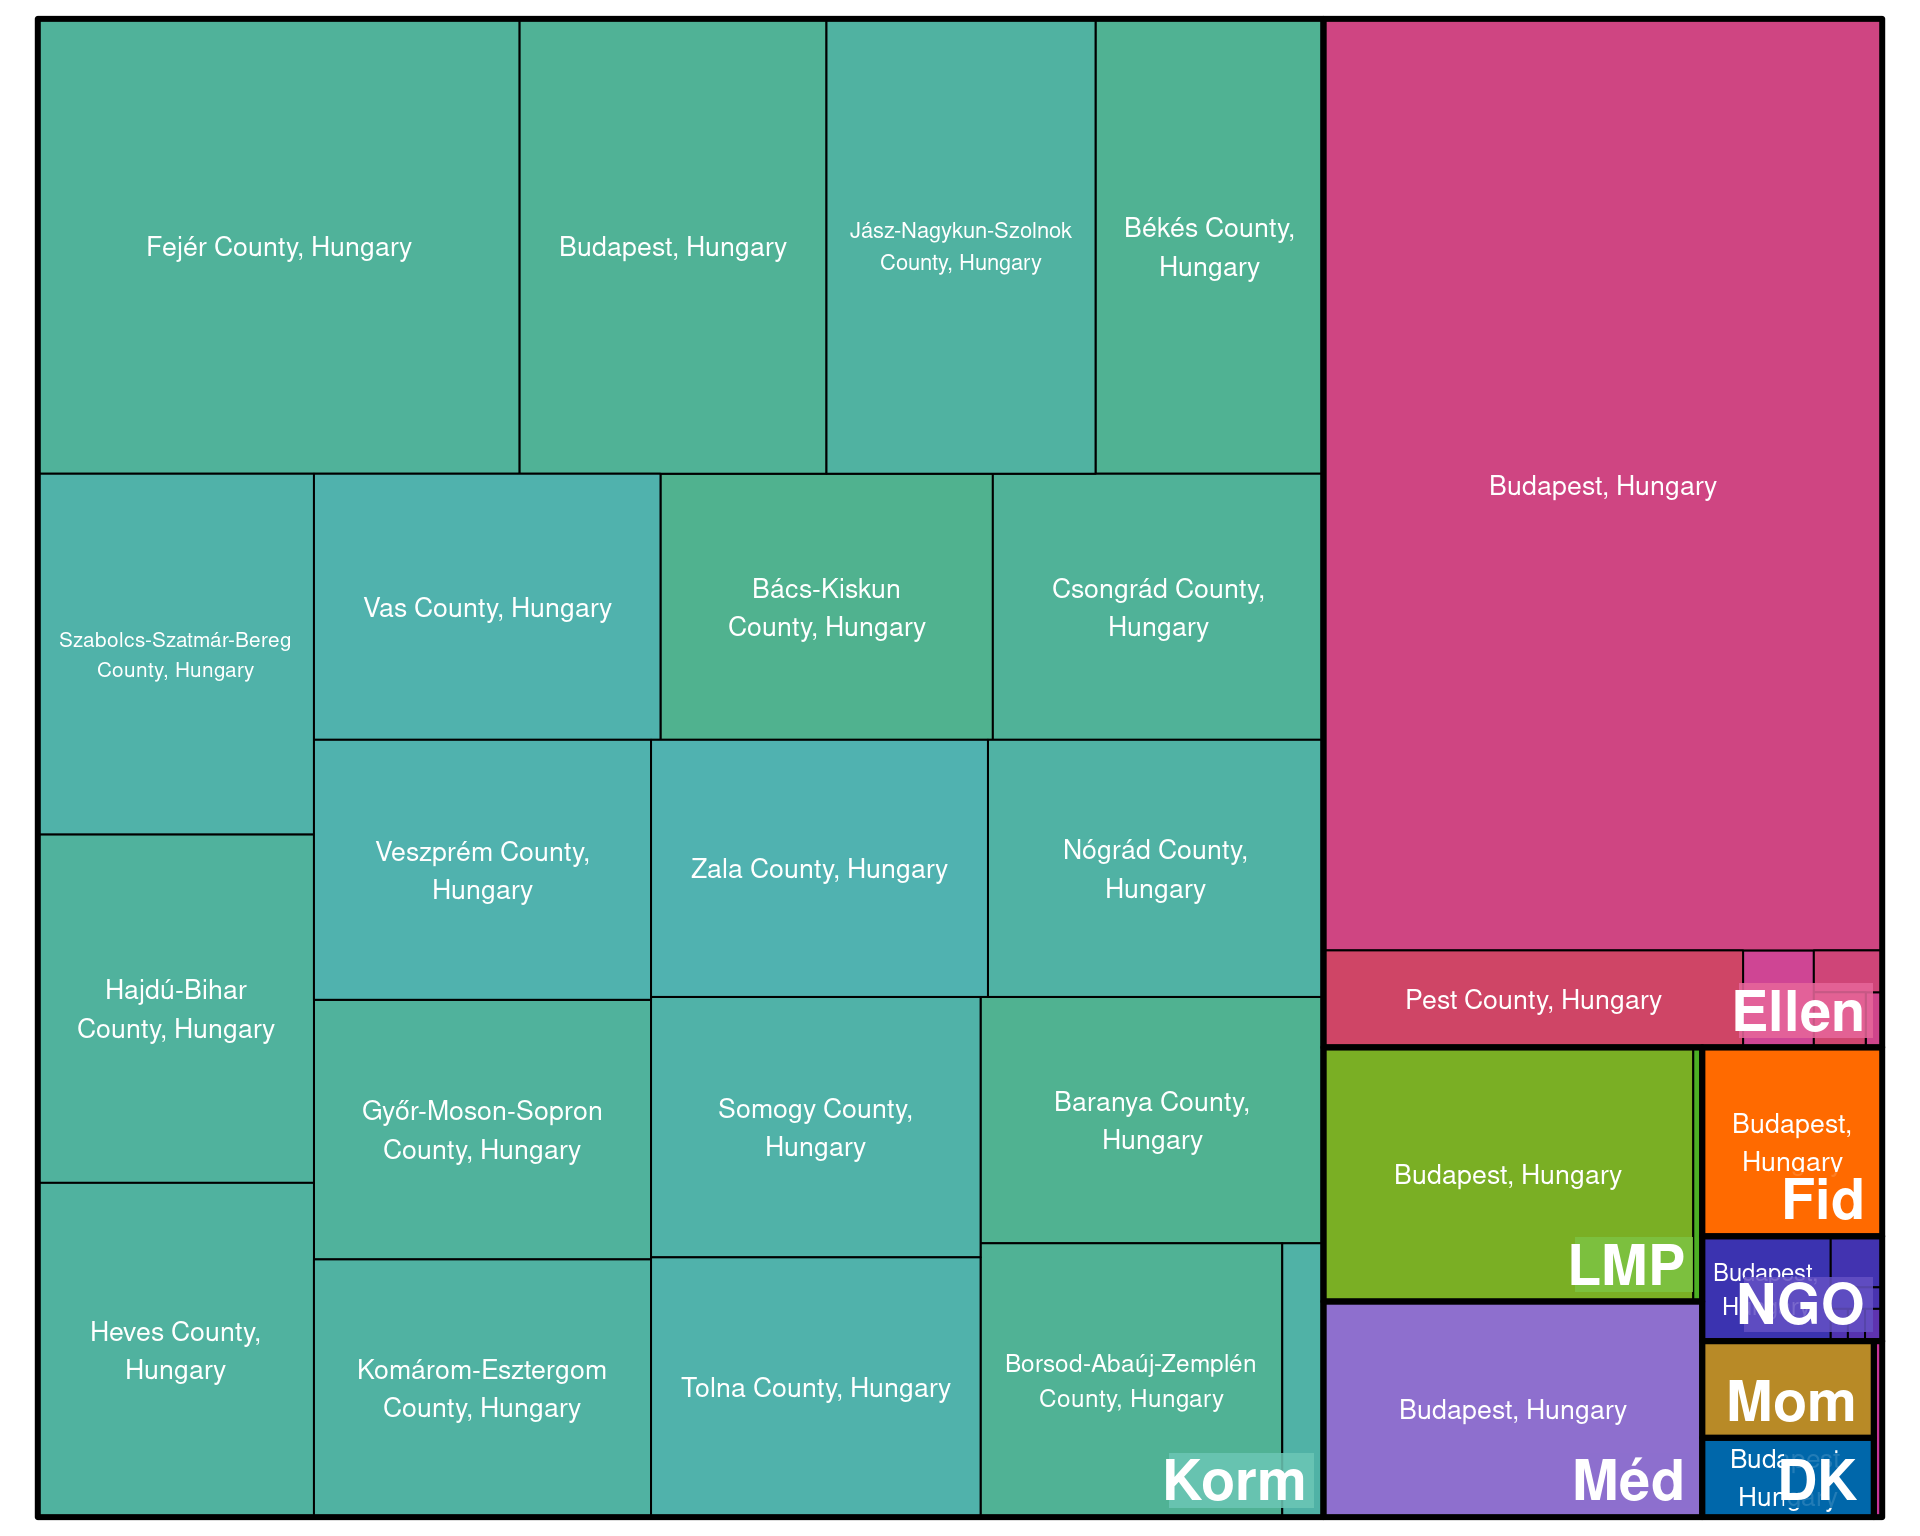 Fejér County, Hungary
Budapest, Hungary
Jász-Nagykun-Szolnok
County, Hungary
Békés County,
Hungary
Szabolcs-Szatmár-Bereg
County, Hungary
Vas County, Hungary
Bács-Kiskun
County, Hungary
Csongrád County,
Hungary
Hajdú-Bihar
County, Hungary
Veszprém County,
Hungary
Zala County, Hungary
Nógrád County,
Hungary
Heves County,
Hungary
Győr-Moson-Sopron
County, Hungary
Somogy County,
Hungary
Baranya County,
Hungary
Komárom-Esztergom
County, Hungary
Tolna County, Hungary
Borsod-Abaúj-Zemplén
County, Hungary
Korm
Budapest, Hungary
Pest County, Hungary
Ellen
Budapest, Hungary
LMP
Budapest, Hungary
Méd
Budapest,
Hungary
Fid
Budapest,
NGO
Mom
Budapest,
Hungary
DK